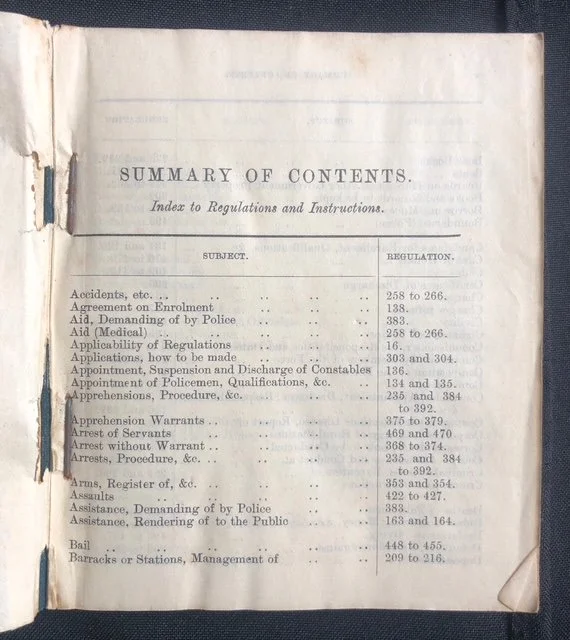 SUMMARY OF CONTENTS.
Index to Regulations and Instructions.
SUBJECT. REGULATION.
Accidents, etc. .. .. .. .. .. 258 to 266.
Agreement on Enrolment .. .. .. 138.
Aid, Demanding of by Police .. .. .. 383.
Aid (Medical) .. .. .. .. .. 258 to 266.
Applicability of Regulations .. .. .. 16.
Applications, how to be made .. .. .. 303 and 304.
Appointment, Suspension and Discharge of Constables 136.
Appointment of Policemen, Qualifications, &c. .. 134 and 135.
Apprehensions, Procedure, &c. .. .. 235 and 384
to 392.
Apprehension Warrants .. .. .. .. 375 to 379.
Arrest of Servants .. .. .. .. 469 and 470
Arrest without Warrant .. .. .. .. 368 to 374.
Arrests, Procedure, &c. .. .. .. .. 235 and 384
to 392.
Arms, Register of, &c. .. .. .. .. 353 and 354.
Assaults .. .. .. .. .. 422 to 427.
Assistance, Demanding of by Police .. .. 383.
Assistance, Rendering of to the Public .. .. 163 and 164.
Bail .. .. .. .. .. .. 448 to 455.
Barracks or Stations, Management of .. .. 209 to 216.